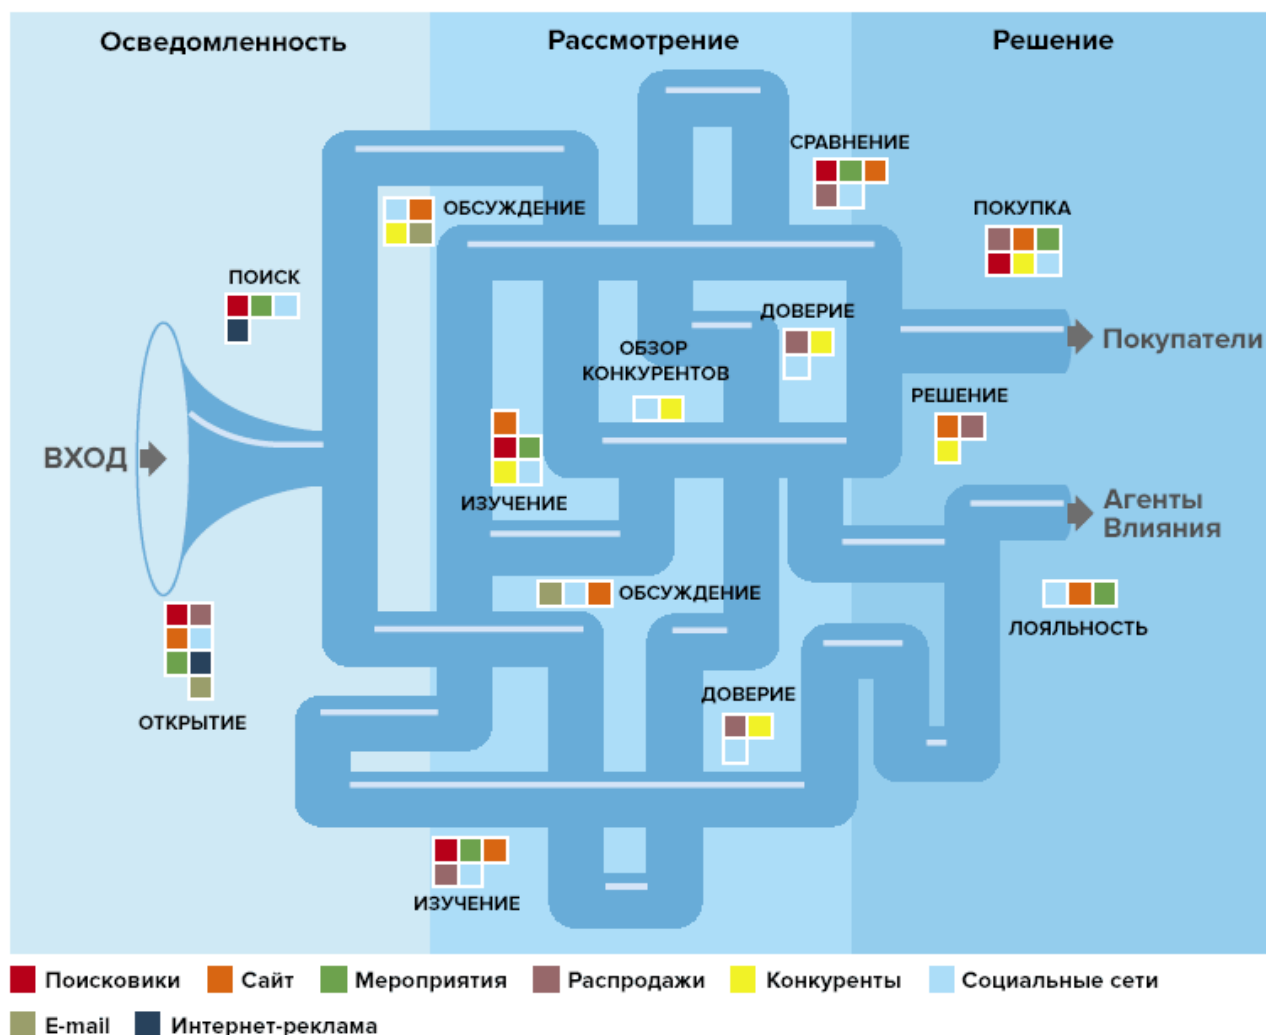 Осведомленность
Рассмотрение
Решение
СРАВНЕНИЕ
ОБСУЖДЕНИЕ
ПОКУПКА
ПОИСК
ДОВЕРИЕ
Покупатели
ОБЗОР
КОНКУРЕНТОВ
РЕШЕНИЕ
ВХОД
ИЗУЧЕНИЕ
Агенты
Влияния
ОБСУЖДЕНИЕ
ЛОЯЛЬНОСТЬ
ДОВЕРИЕ
ОТКРЫТИЕ
ИЗУЧЕНИЕ
Поисковики Сайт Мероприятия Распродажи Конкуренты Социальные сети
E-mail Интернет-реклама